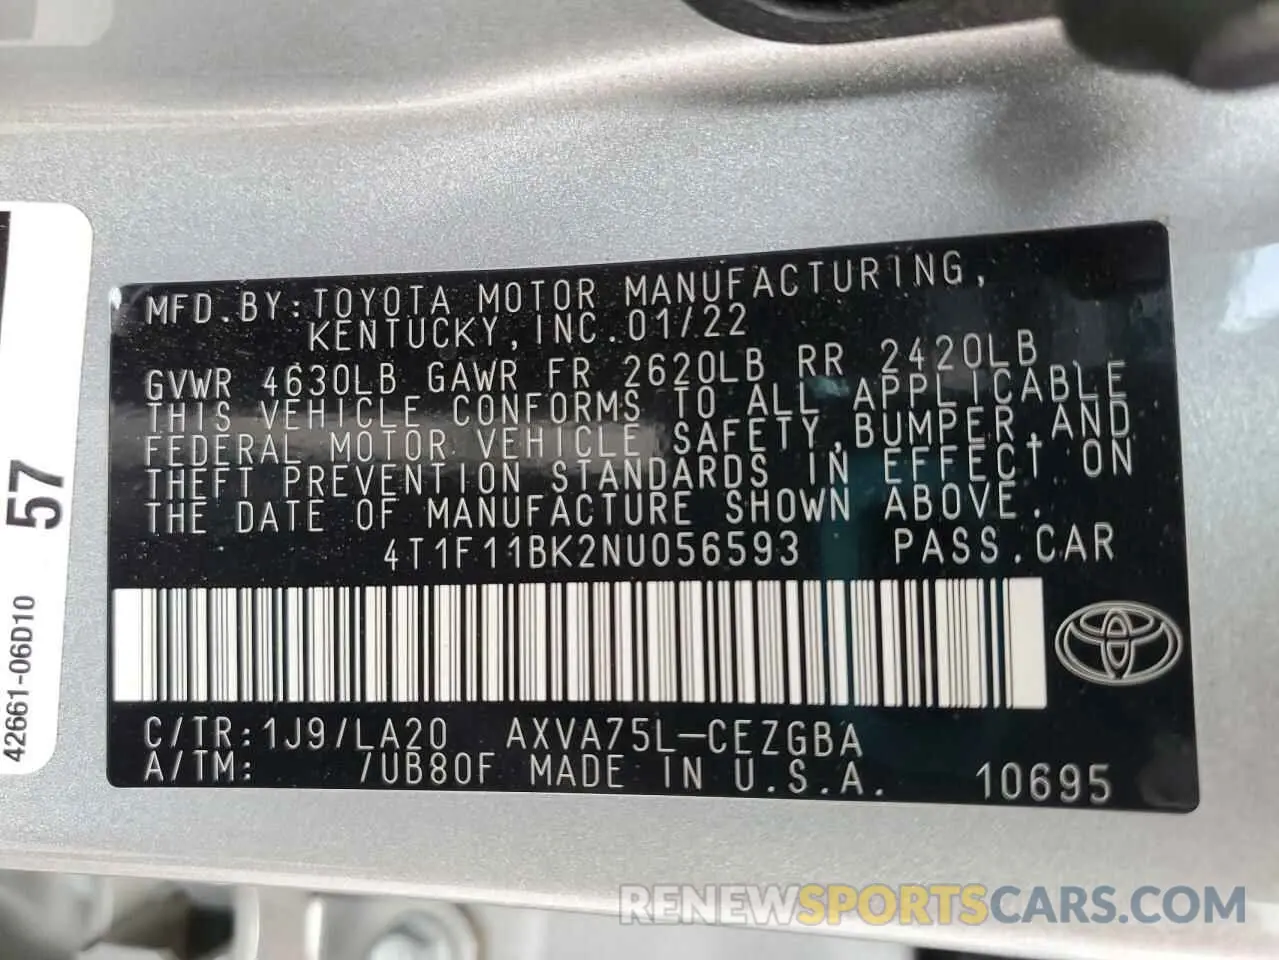 MFD.BY:TOYOTA MOTOR MANUFACTURING,
KENTUCKY,INC.01/22
GVWR 4630LB GAWR FR 2620LB RR 2420LB
THIS VEHICLE CONFORMS TO ALL APPLICABLE
FEDERAL MOTOR VEHICLE SAFETY,BUMPER,AND
THEFT PREVENTION STANDARDS IN EFFECT ON
THE DATE OF MANUFACTURE SHOWN ABOVE.
4T1F11BK2NU056593 PASS.CAR
C/TR:1J9/LA20 AXVA75L-CEZGBA
A/TM: /UB80F MADE IN U.S.A. 10695
57
42661-06D10
RENEWSPORTSCARS.COM